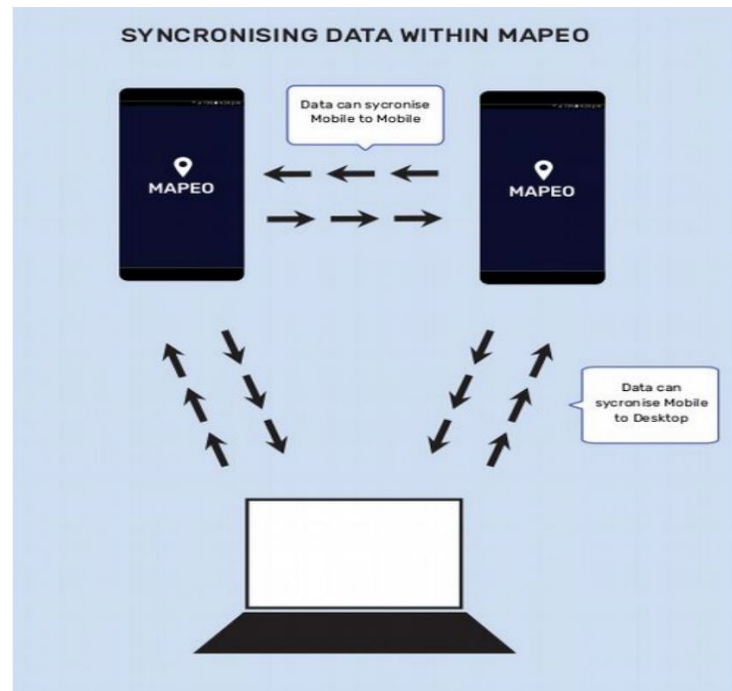 SYNCRONISING DATA WITHIN MAPEO
Data can sycronise
Mobile to Mobile
MAPEO
MAPEO
Data can
sycronise Mobile
to Desktop